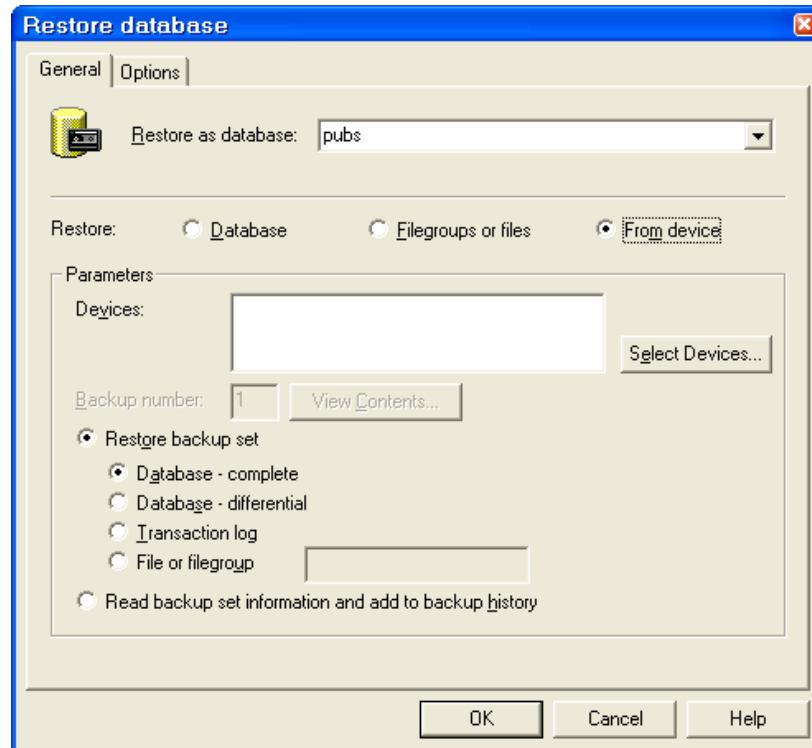 Restore database
General Options
Restore as database: pubs
Restore: Database Filegroups or files From device
Parameters
Devices:
Select Devices...
Backup number: 1 View Contents...
Restore backup set
Database - complete
Database - differential
Transaction log
File or filegroup
Read backup set information and add to backup history
OK Cancel Help